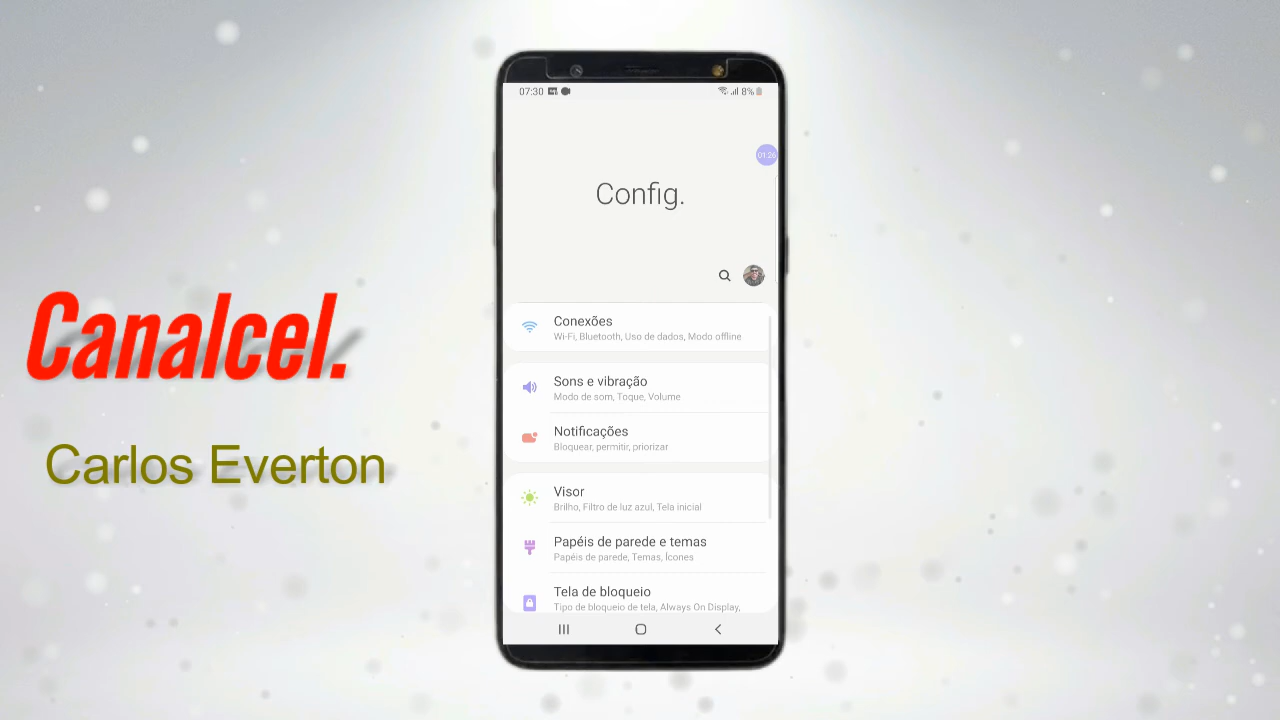 07:30
8%
01:26
Config.
Conexões
Wi-Fi, Bluetooth, Uso de dados, Modo offline
Canalcel.
Sons e vibração
Modo de som, Toque, Volume
Notificações
Bloquear, permitir, priorizar
Carlos Everton
Visor
Brilho, Filtro de luz azul, Tela inicial
Papéis de parede e temas
Papéis de parede, Temas, Ícones
Tela de bloqueio
Tipo de bloqueio de tela, Always On Display,